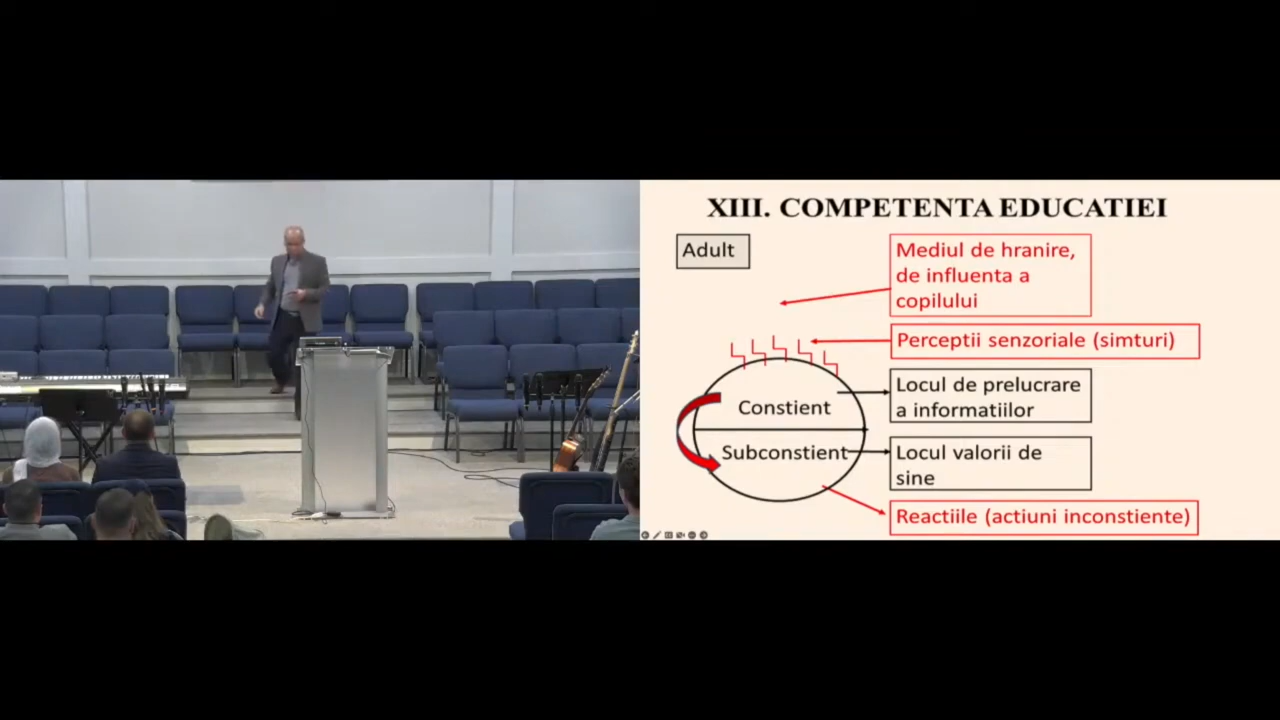 XIII. COMPETENTA EDUCATIEI
Adult
Mediul de hranire,
de influenta a
copilului
Perceptii senzoriale (simturi)
Locul de prelucrare
a informatiilor
Constient
Subconstient
Locul valorii de
sine
Reactiile (actiuni inconstiente)